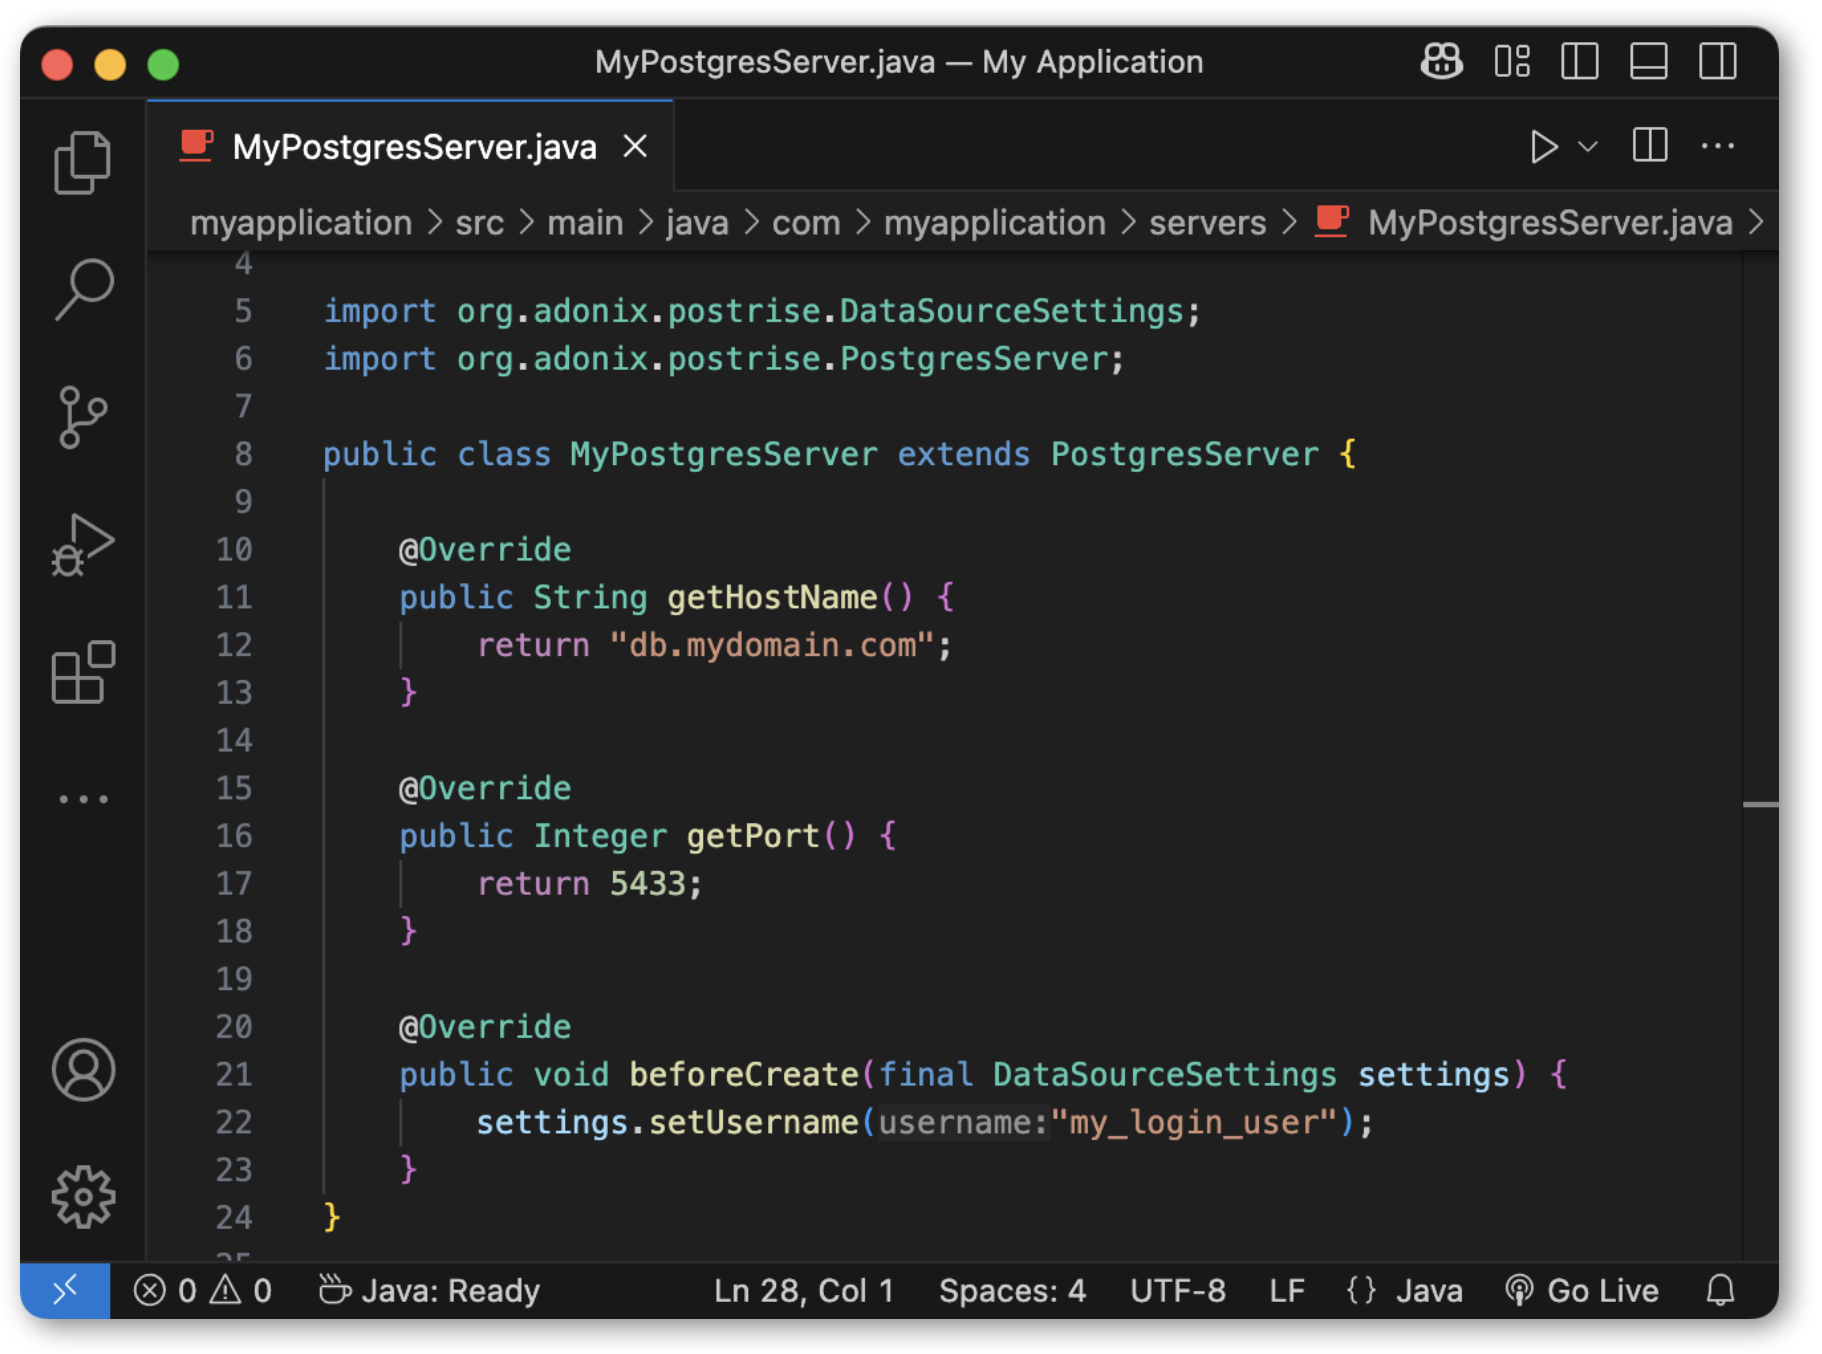 MyPostgresServer.java — My Application
MyPostgresServer.java
myapplication > src > main > java > com > myapplication > servers > MyPostgresServer.java >
4
5 import org.adonix.postrise.DataSourceSettings;
6 import org.adonix.postrise.PostgresServer;
7
8 public class MyPostgresServer extends PostgresServer {
9
10     @Override
11     public String getHostName() {
12         return "db.mydomain.com";
13     }
14
15     @Override
16     public Integer getPort() {
17         return 5433;
18     }
19
20     @Override
21     public void beforeCreate(final DataSourceSettings settings) {
22         settings.setUsername(username:"my_login_user");
23     }
24 }
25
0 0 Java: Ready Ln 28, Col 1 Spaces: 4 UTF-8 LF {} Java Go Live